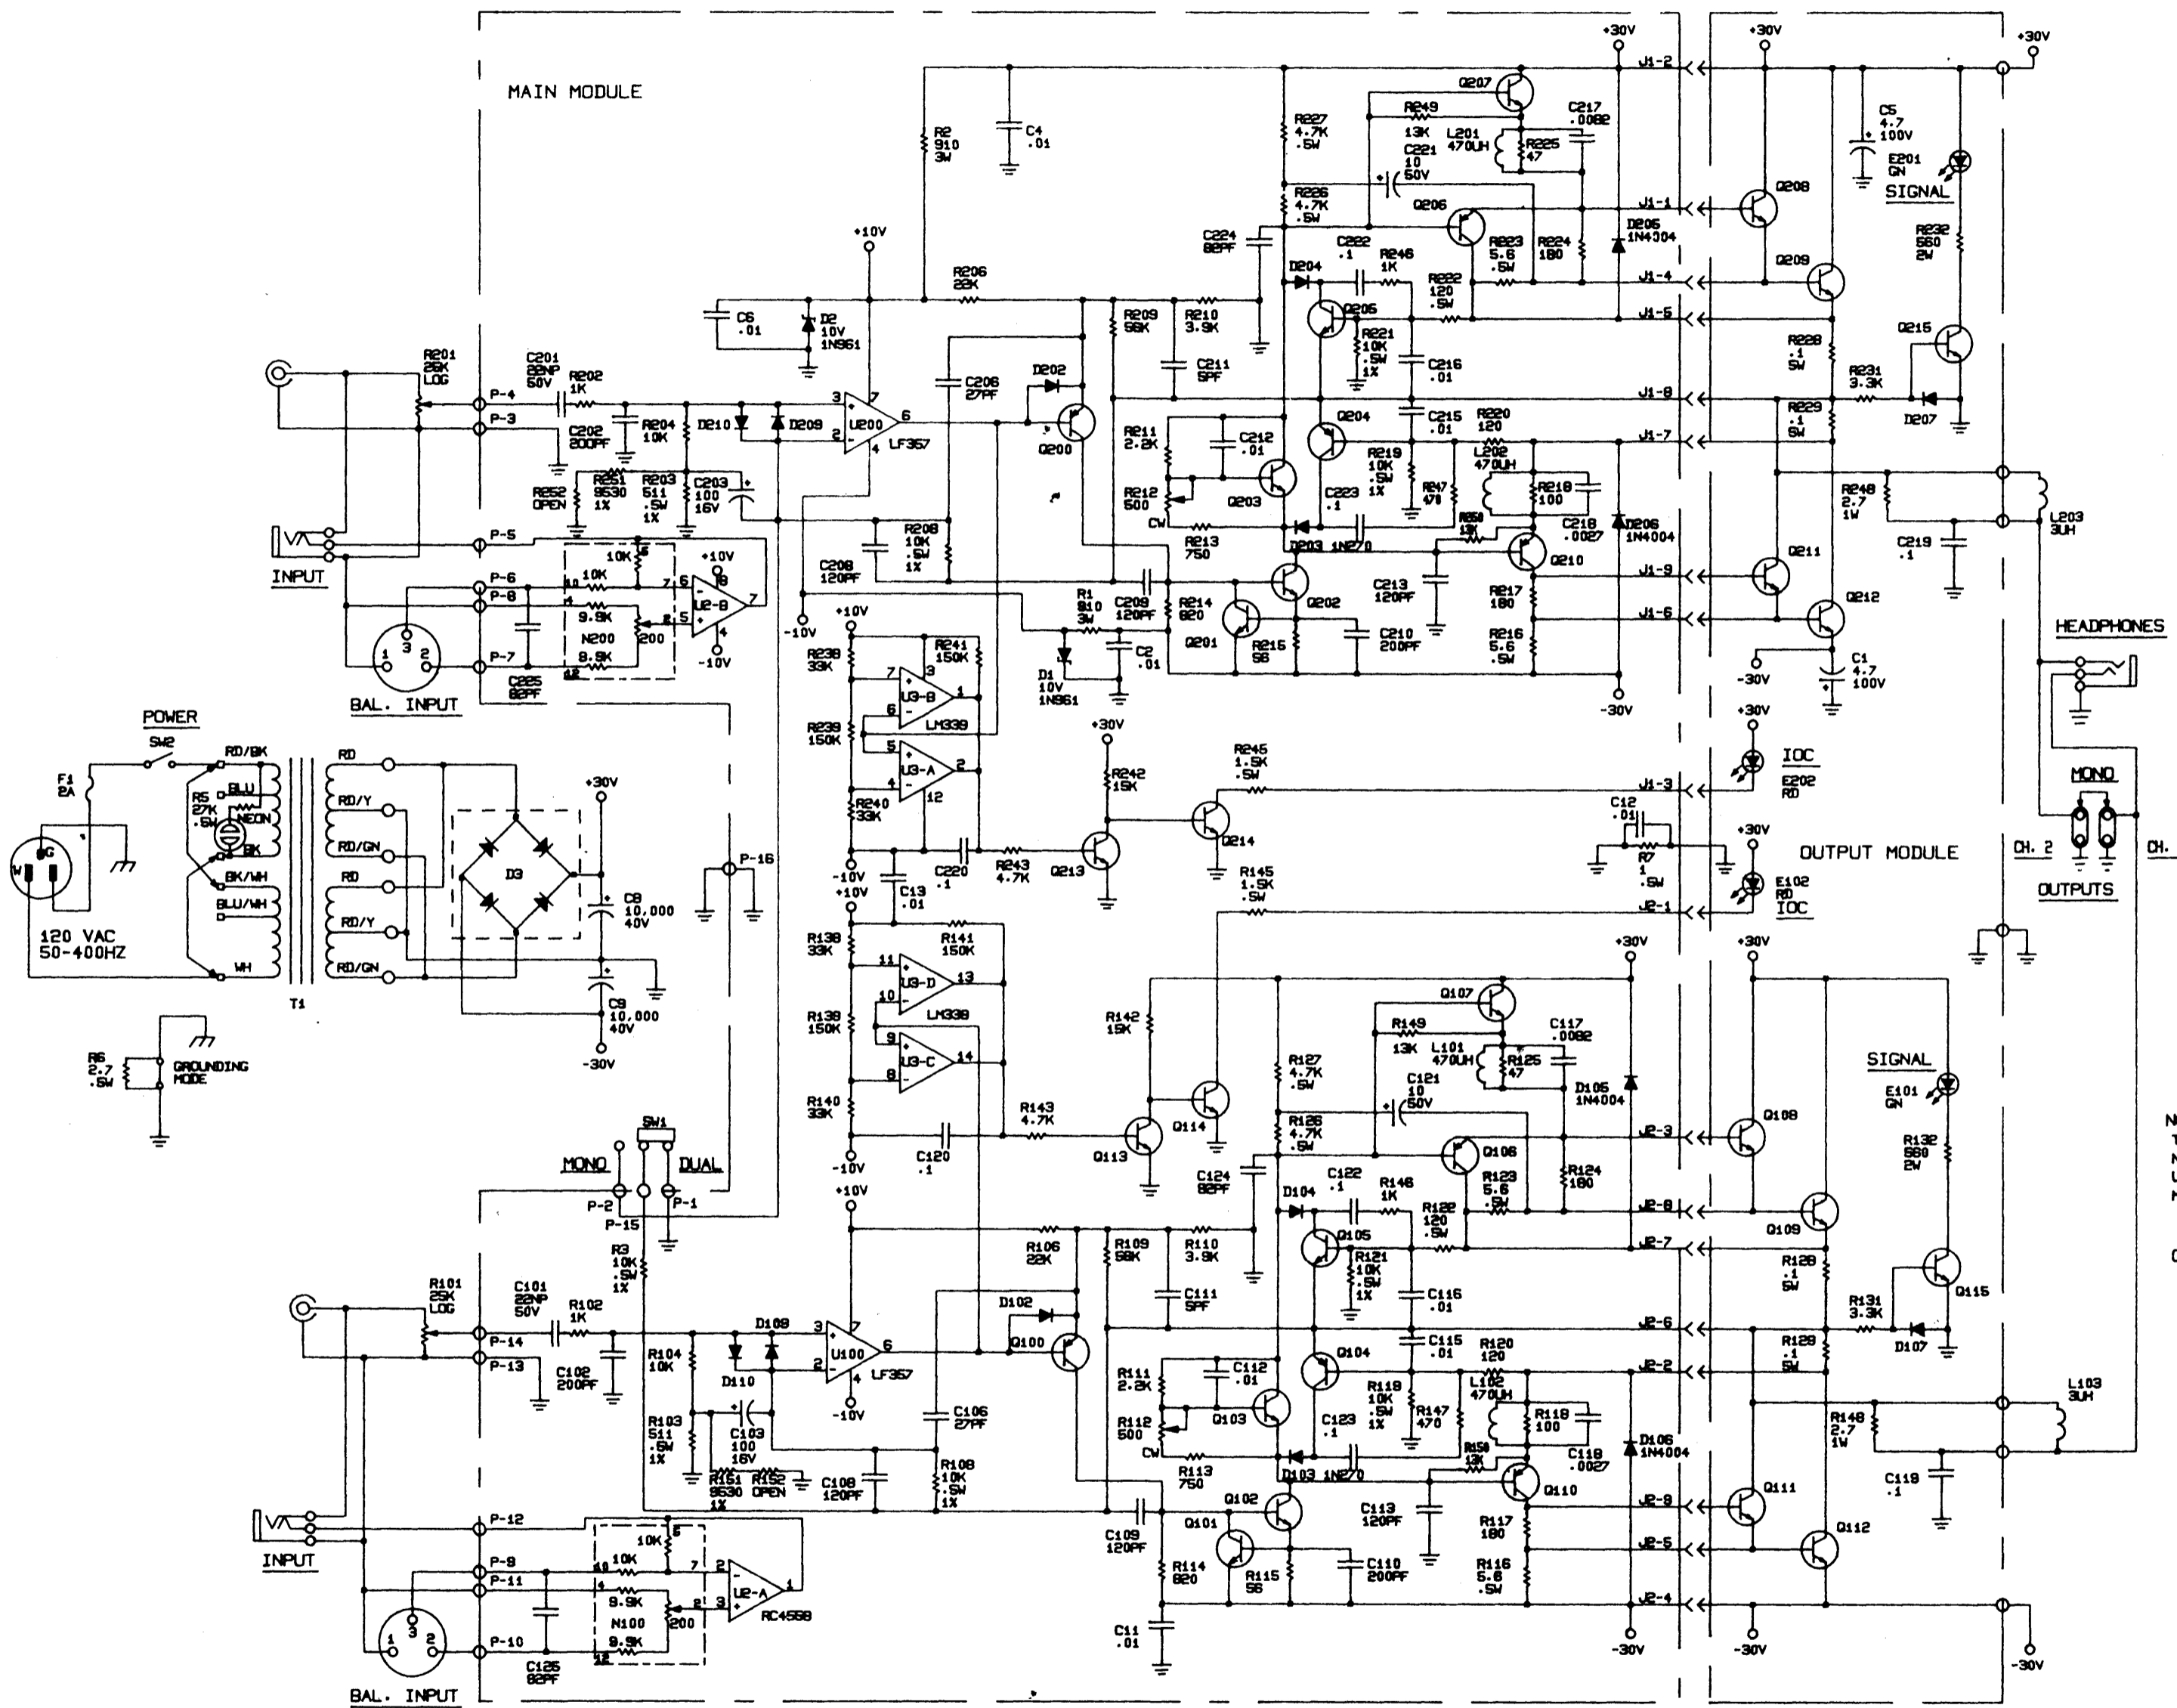 MAIN MODULE
+30V
+30V
+30V
J1-2
Q207
R249
13K
C217
.0082
L201
470UH
R225
47
C221
10
50V
R227
4.7K
.5W
R226
4.7K
.5W
R2
910
3W
C4
.01
C5
4.7
100V
E201
GN
SIGNAL
Q208
J1-1
D205
1N4004
Q206
R223
5.6
.5W
R224
180
C224
82PF
C222
.1
R246
1K
D204
R222
120
.5W
J1-4
Q209
R232
560
2W
+10V
R206
22K
C6
.01
D2
10V
1N961
R209
56K
R210
3.9K
Q205
R221
10K
.5W
1%
C216
.01
J1-5
R228
.1
5W
Q215
R231
3.3K
D207
C211
5PF
D202
C206
27PF
R201
25K
LOG
C201
22NP
50V
R202
1K
P-4
P-3
C202
200PF
R204
10K
D210
D209
3
2
7
4
6
U200
LF357
Q200
J1-8
R229
.1
5W
Q204
C215
.01
R220
120
J1-7
L202
470UH
R211
2.2K
C212
.01
R212
500
CW
Q203
R219
10K
.5W
1%
R247
470
R218
100
C218
.0027
D206
1N4004
R252
OPEN
R251
9530
1%
R203
511
.5W
1%
C203
100
16V
C223
.1
R250
13K
R213
750
D203 1N270
Q210
R248
2.7
1W
C219
.1
L203
3UH
INPUT
P-5
P-6
P-8
P-7
10K
10K
9.9K
9.9K
N200
200
10
12
U2-B
+10V
-10V
C208
120PF
R208
10K
.5W
1%
C209
120PF
R214
820
Q202
Q201
R215
56
C210
200PF
C213
120PF
R217
180
R216
5.6
.5W
J1-9
J1-6
Q211
Q212
C1
4.7
100V
-30V
-30V
HEADPHONES
-10V
+10V
R1
910
3W
C2
.01
D1
10V
1N961
R238
33K
R241
150K
U3-B
LM339
R239
150K
U3-A
R240
33K
-10V
C225
82PF
BAL. INPUT
POWER
SW2
F1
2A
R5
27K
.5W
RD/BK
BLU
NEON
BK
BK/WH
BLU/WH
WH
RD
RD/Y
RD/GN
RD
RD/Y
RD/GN
T1
W
G
120 VAC
50-400HZ
D3
+30V
C8
10,000
40V
C9
10,000
40V
-30V
P-16
R6
2.7
.5W
GROUNDING
MODE
+30V
R242
15K
R245
1.5K
.5W
Q214
Q213
R243
4.7K
C220
.1
C13
.01
R145
1.5K
.5W
+30V
IOC
E202
RD
J1-3
C12
.01
R7
1
.5W
+30V
E102
RD
IOC
J2-1
OUTPUT MODULE
MONO
CH. 2
CH.
OUTPUTS
+10V
R138
33K
R141
150K
U3-D
LM339
R139
150K
U3-C
R140
33K
-10V
C120
.1
R143
4.7K
R142
15K
Q113
Q114
+30V
+30V
Q107
R149
13K
C117
.0082
L101
470UH
R125
47
C121
10
50V
R127
4.7K
.5W
R126
4.7K
.5W
D105
1N4004
SIGNAL
E101
GN
Q108
J2-3
Q106
R123
5.6
.5W
R124
180
R132
560
2W
C124
82PF
C122
.1
R146
1K
D104
R122
120
.5W
J2-8
Q109
SW1
MONO
DUAL
P-2
P-1
P-15
R3
10K
.5W
1%
+10V
R106
22K
R109
56K
R110
3.9K
Q105
R121
10K
.5W
1%
J2-7
R128
.1
5W
Q115
C116
.01
C111
5PF
R131
3.3K
D107
R101
25K
LOG
C101
22NP
50V
R102
1K
P-14
P-13
C102
200PF
R104
10K
D109
D110
3
2
7
4
6
U100
LF357
-10V
D102
Q100
J2-6
R129
.1
5W
Q104
C115
.01
R120
120
J2-2
L102
470UH
R111
2.2K
C112
.01
R112
500
CW
Q103
R119
10K
.5W
1%
R147
470
R118
100
C118
.0027
D106
1N4004
R103
511
.5W
1%
C103
100
16V
R151
9530
1%
R152
OPEN
C106
27PF
C108
120PF
R108
10K
.5W
1%
C123
.1
R150
13K
R113
750
D103 1N270
Q110
R148
2.7
1W
C119
.1
L103
3UH
INPUT
P-12
P-9
P-11
P-10
10K
10K
9.9K
9.9K
N100
200
10
12
U2-A
RC4558
C109
120PF
Q102
Q101
R114
820
R115
56
C110
200PF
C113
120PF
R117
180
R116
5.6
.5W
J2-9
J2-5
Q111
Q112
J2-4
C11
.01
C125
82PF
BAL. INPUT
-30V
-30V
-30V